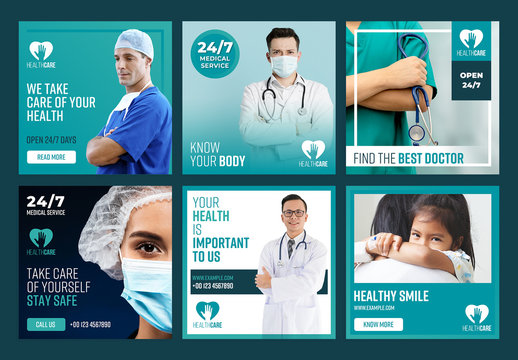 HEALTHCARE
WE TAKE
CARE OF YOUR
HEALTH
OPEN 24/7 DAYS
READ MORE
24/7
MEDICAL
SERVICE
KNOW
YOUR BODY
HEALTHCARE
HEALTHCARE
OPEN
24/7
FIND THE BEST DOCTOR
24/7
MEDICAL SERVICE
HEALTHCARE
TAKE CARE
OF YOURSELF
STAY SAFE
CALL US
+00 123 4567890
YOUR
HEALTH
IS
IMPORTANT
TO US
WWW.EXAMPLE.COM
+00 123 4567890
HEALTHCARE
HEALTHY SMILE
WWW.EXAMPLE.COM
KNOW MORE
HEALTHCARE